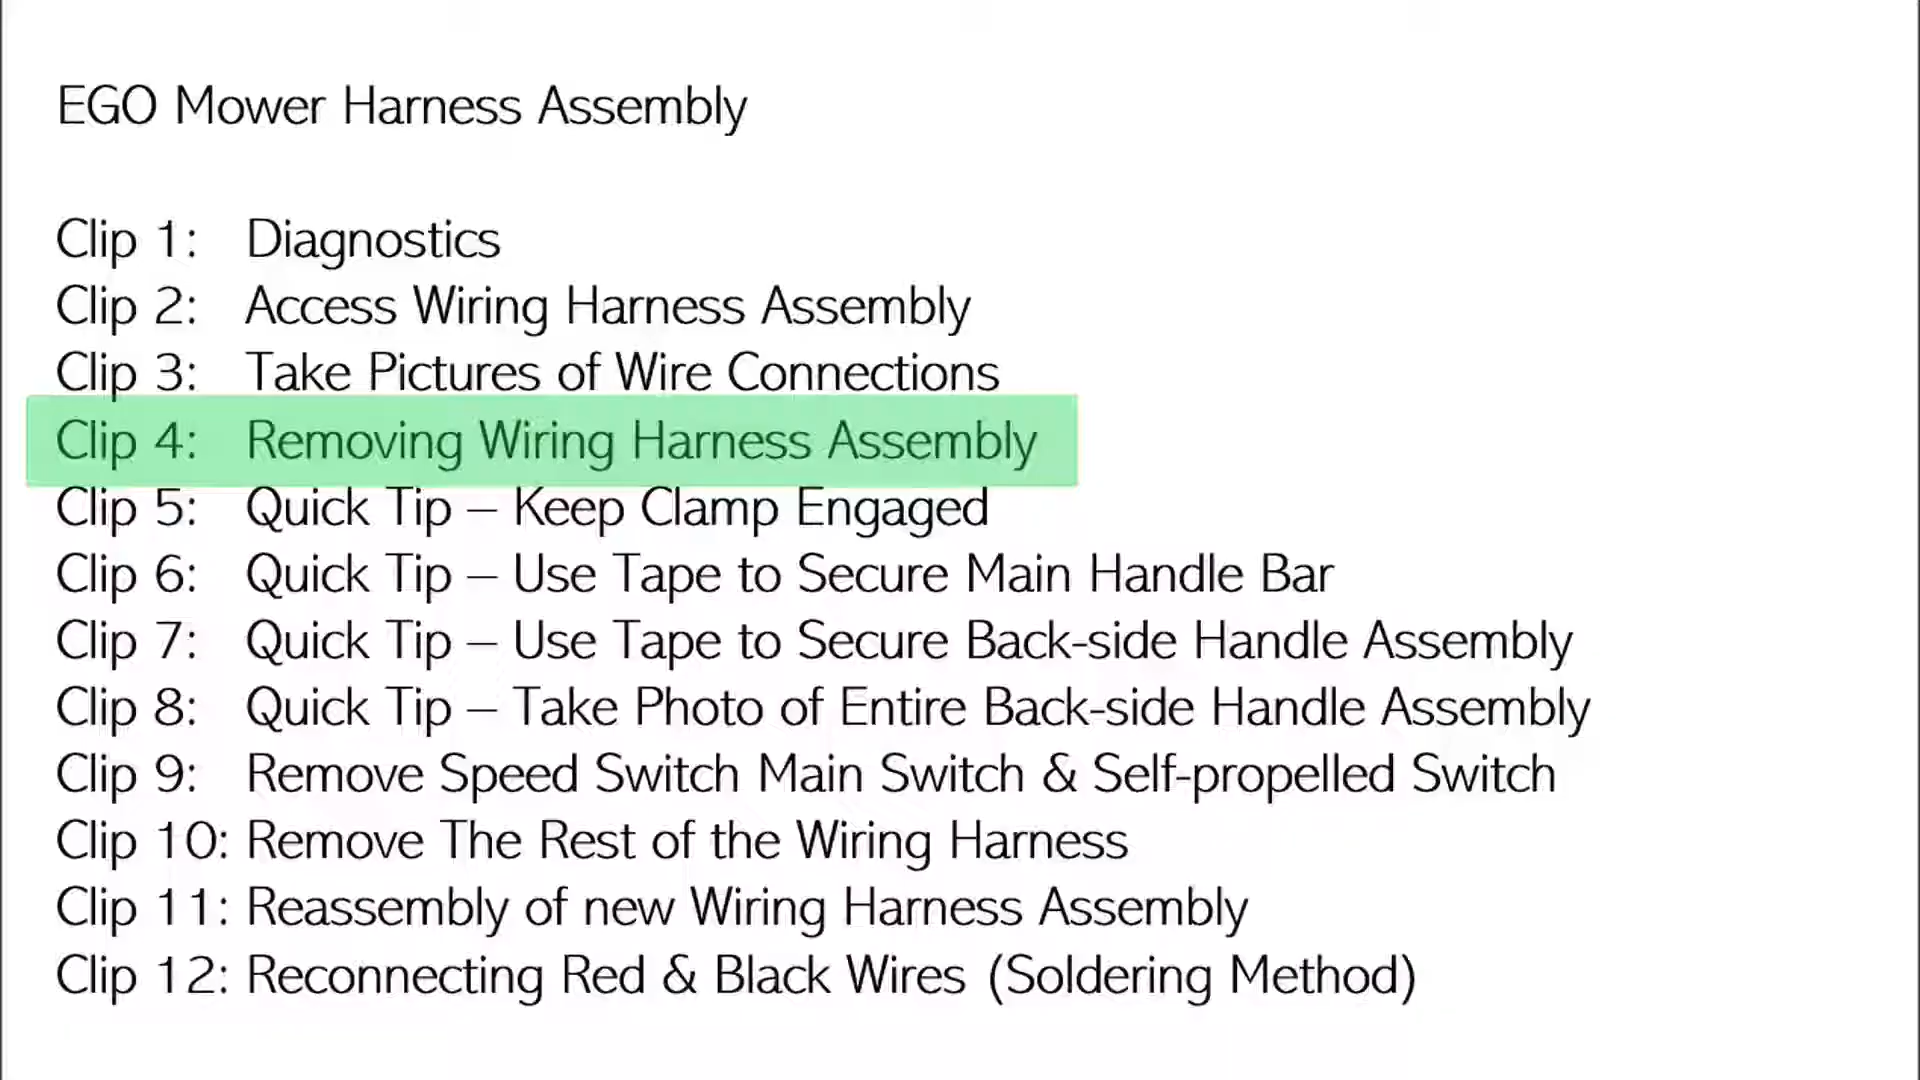 EGO Mower Harness Assembly
Clip 1: Diagnostics
Clip 2: Access Wiring Harness Assembly
Clip 3: Take Pictures of Wire Connections
Clip 4: Removing Wiring Harness Assembly
Clip 5: Quick Tip – Keep Clamp Engaged
Clip 6: Quick Tip – Use Tape to Secure Main Handle Bar
Clip 7: Quick Tip – Use Tape to Secure Back-side Handle Assembly
Clip 8: Quick Tip – Take Photo of Entire Back-side Handle Assembly
Clip 9: Remove Speed Switch Main Switch & Self-propelled Switch
Clip 10: Remove The Rest of the Wiring Harness
Clip 11: Reassembly of new Wiring Harness Assembly
Clip 12: Reconnecting Red & Black Wires (Soldering Method)